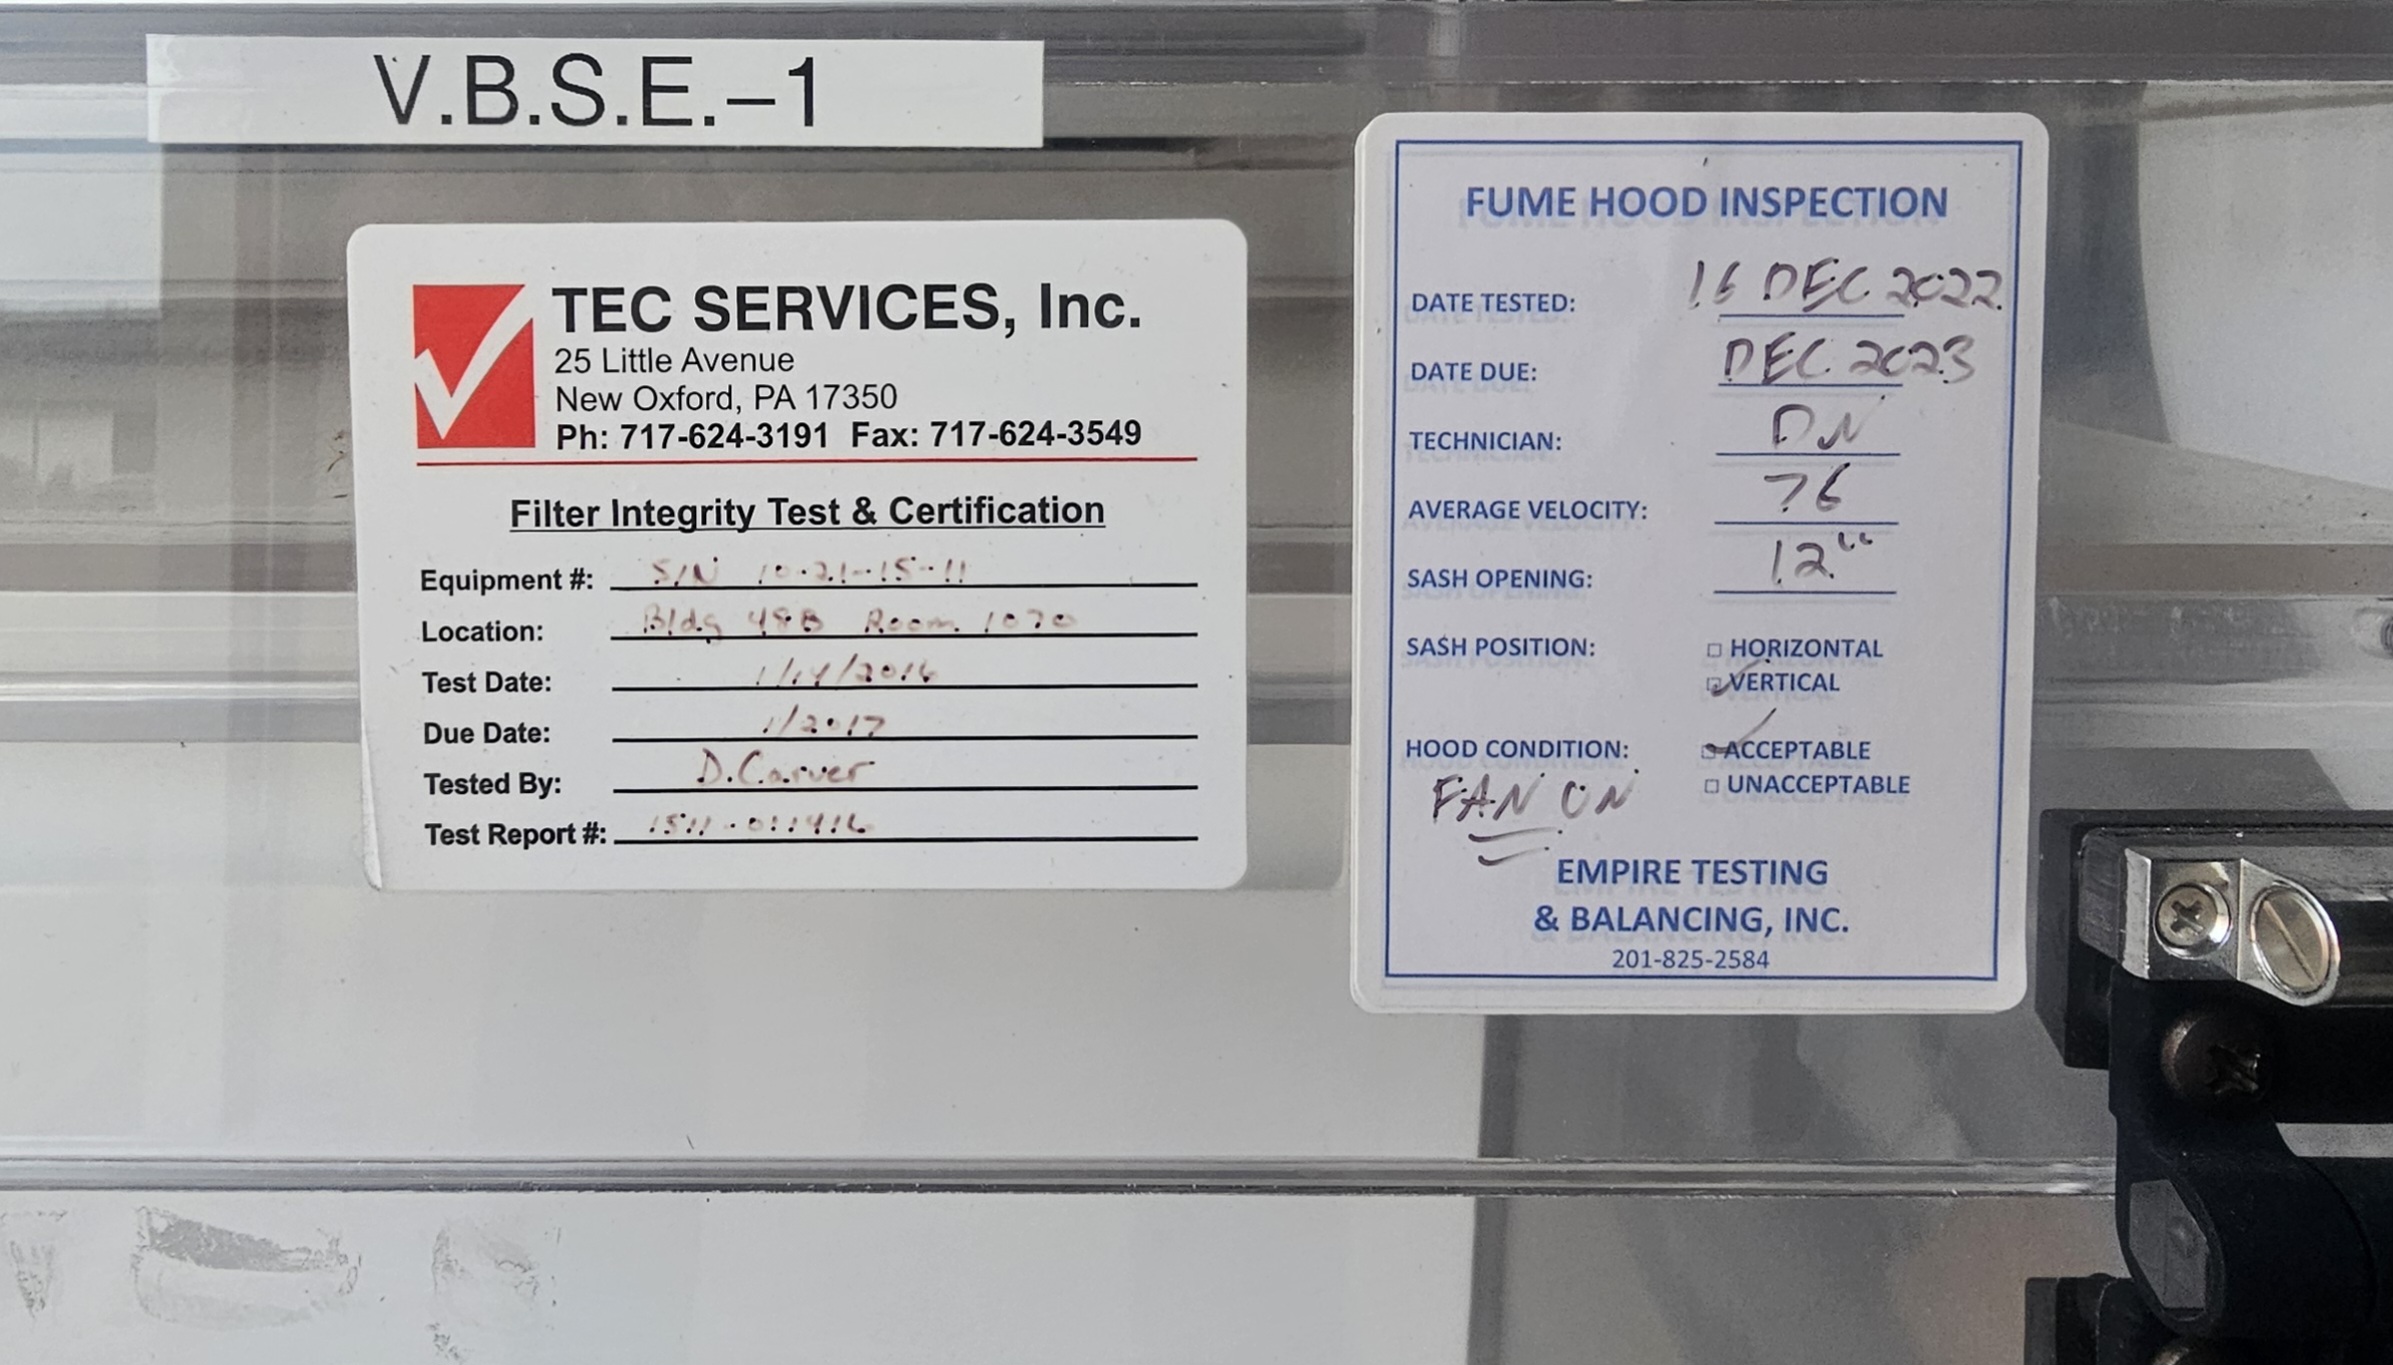 V.B.S.E.-1
TEC SERVICES, Inc.
25 Little Avenue
New Oxford, PA 17350
Ph: 717-624-3191 Fax: 717-624-3549
Filter Integrity Test & Certification
Equipment #: S/N 10-21-15-11
Location: Bldg 48B Room 1070
Test Date: 1/14/2016
Due Date: 1/2017
Tested By: D. Carver
Test Report #: 1511-011416
FUME HOOD INSPECTION
DATE TESTED: 16 DEC 2022
DATE DUE: DEC 2023
TECHNICIAN: DN
AVERAGE VELOCITY: 76
SASH OPENING: 12"
SASH POSITION: HORIZONTAL
VERTICAL
HOOD CONDITION: ACCEPTABLE
FAN ON UNACCEPTABLE
EMPIRE TESTING
& BALANCING, INC.
201-825-2584